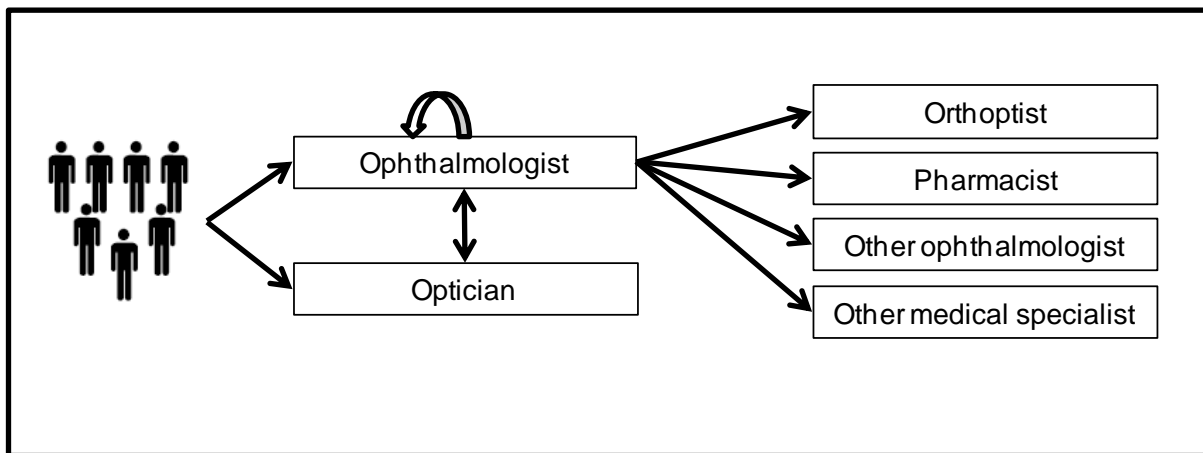 Ophthalmologist
Optician
Orthoptist
Pharmacist
Other ophthalmologist
Other medical specialist